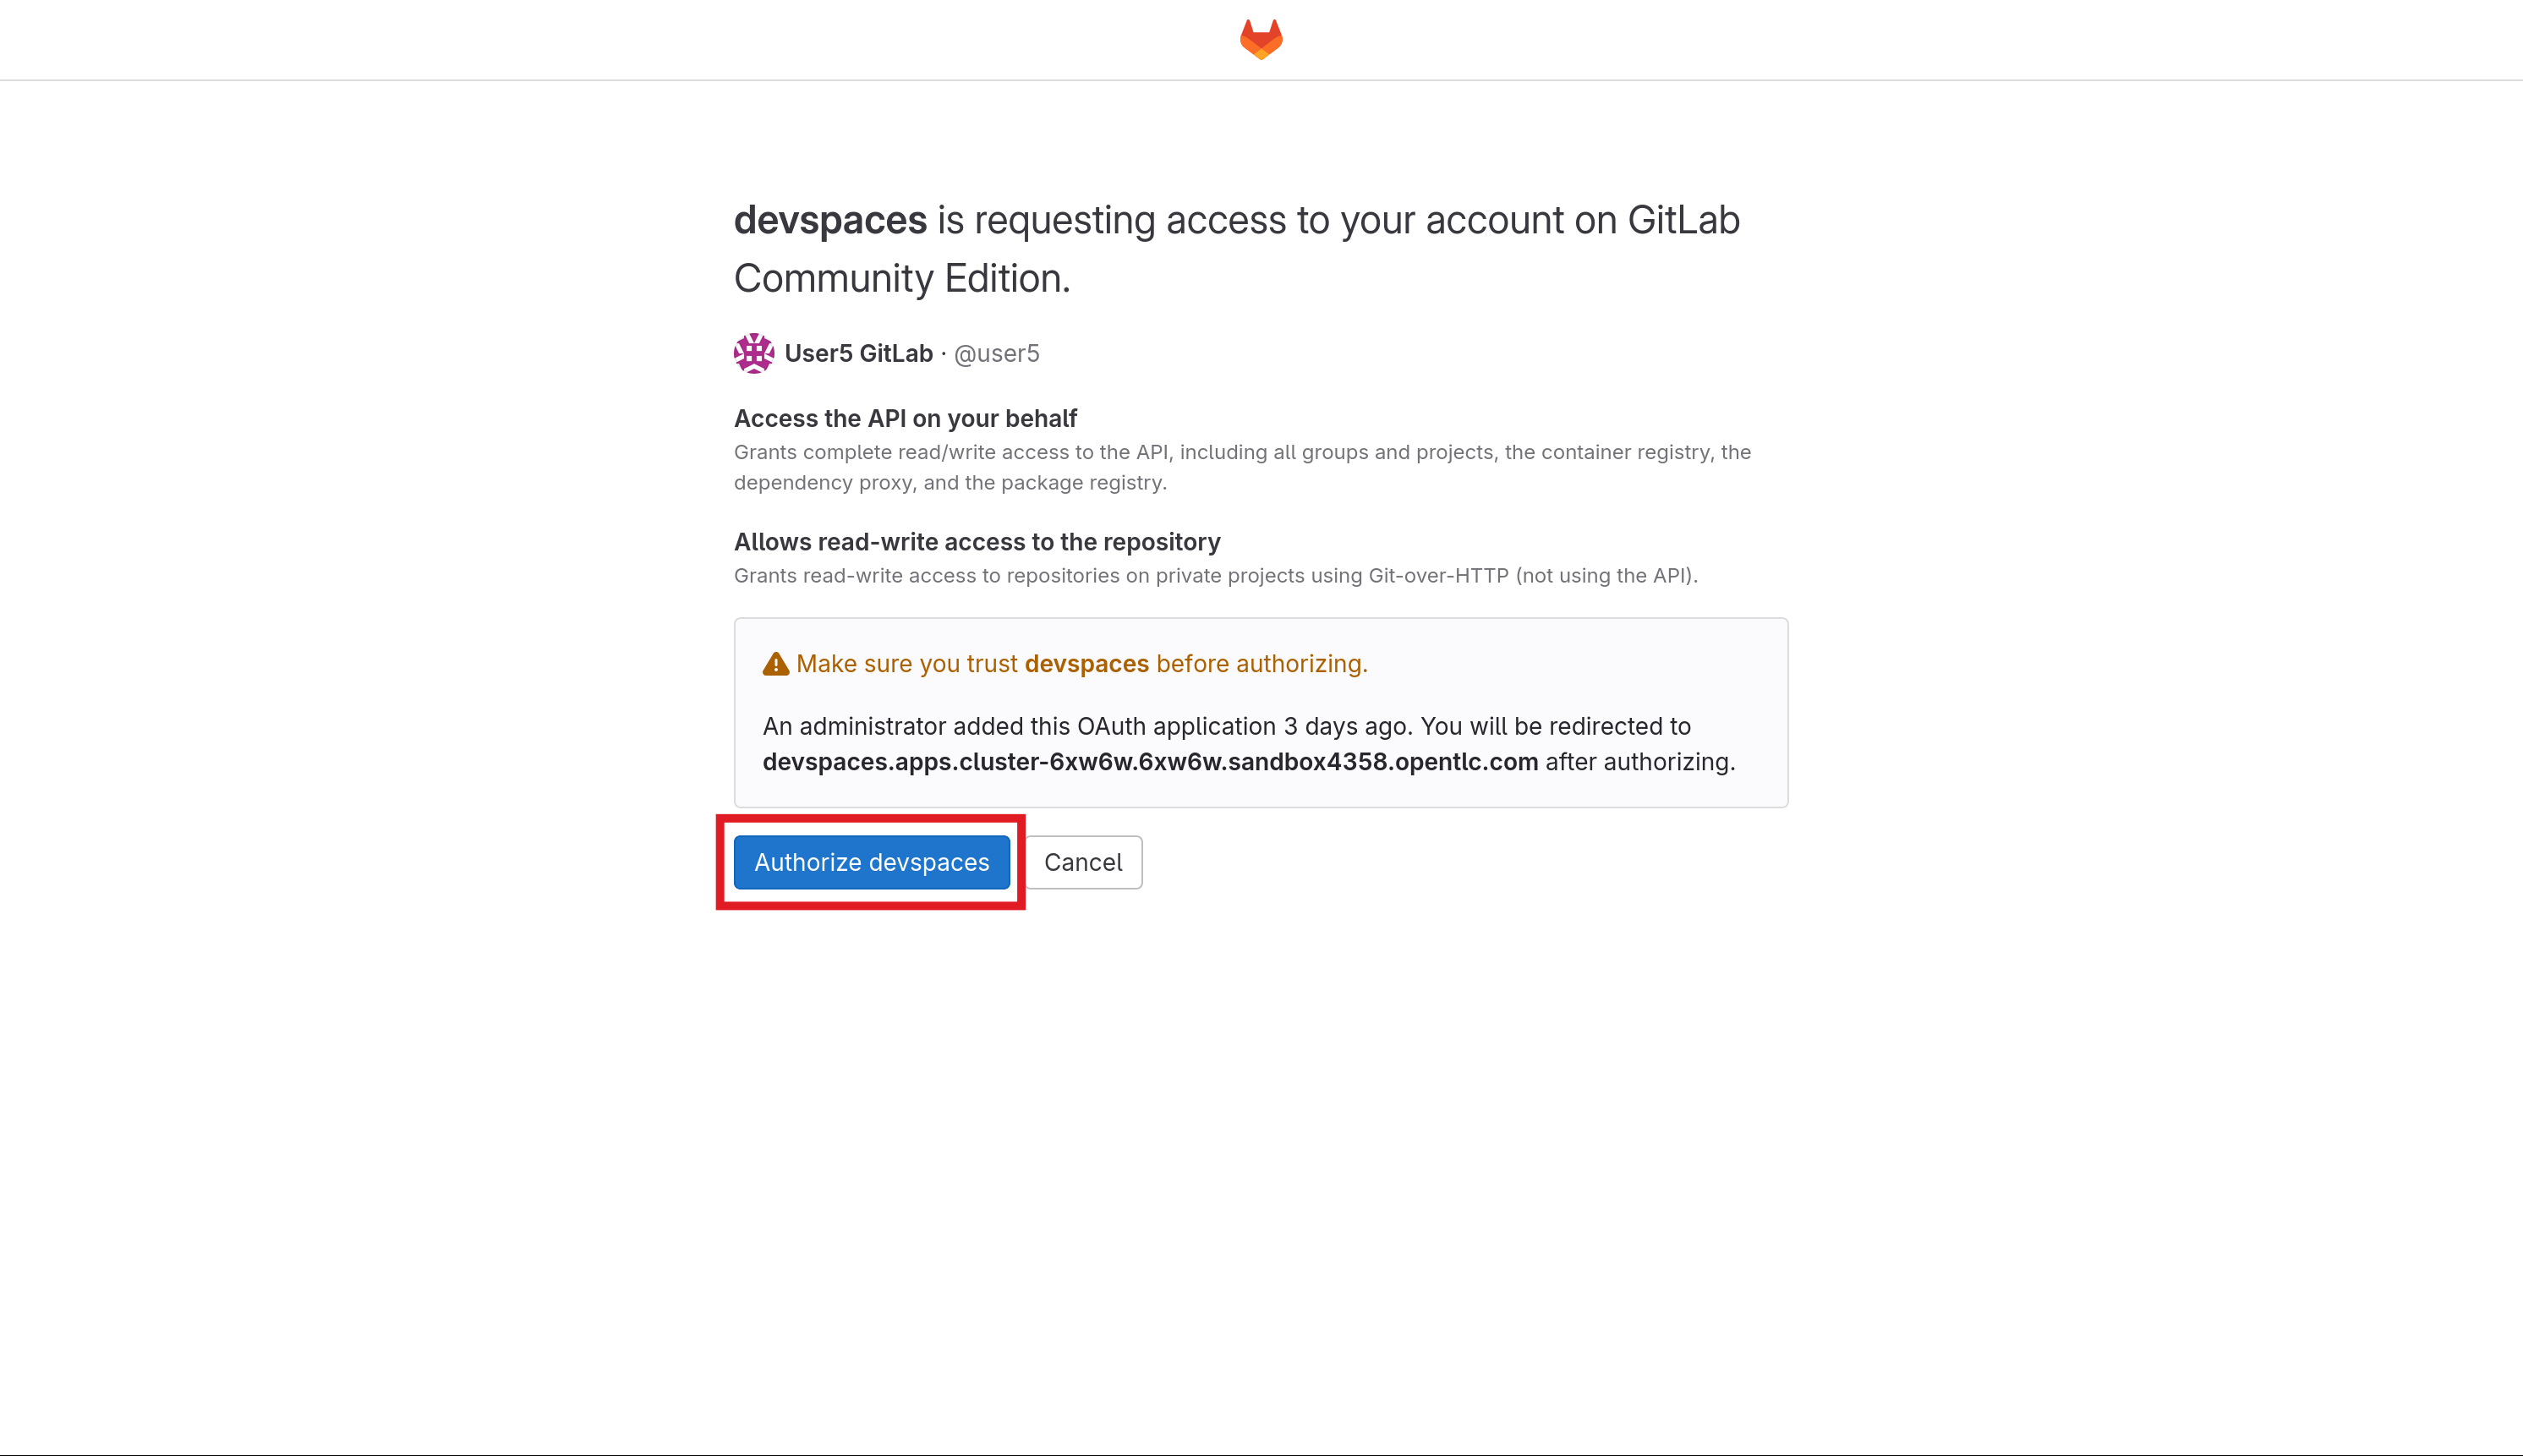 devspaces is requesting access to your account on GitLab
Community Edition.
User5 GitLab · @user5
Access the API on your behalf
Grants complete read/write access to the API, including all groups and projects, the container registry, the
dependency proxy, and the package registry.
Allows read-write access to the repository
Grants read-write access to repositories on private projects using Git-over-HTTP (not using the API).
Make sure you trust devspaces before authorizing.
An administrator added this OAuth application 3 days ago. You will be redirected to
devspaces.apps.cluster-6xw6w.6xw6w.sandbox4358.opentlc.com after authorizing.
Authorize devspaces
Cancel